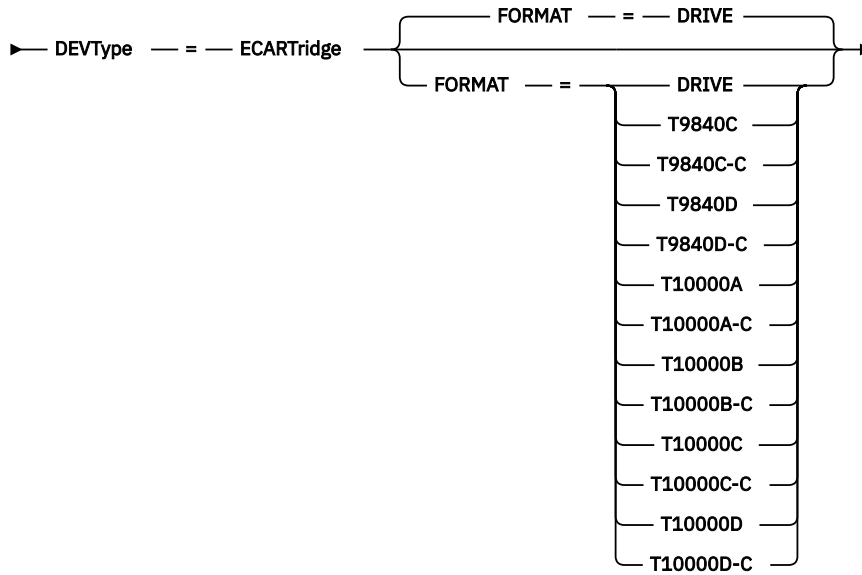 FORMAT = DRIVE
DEVType = ECARTridge
FORMAT = DRIVE
T9840C
T9840C-C
T9840D
T9840D-C
T10000A
T10000A-C
T10000B
T10000B-C
T10000C
T10000C-C
T10000D
T10000D-C